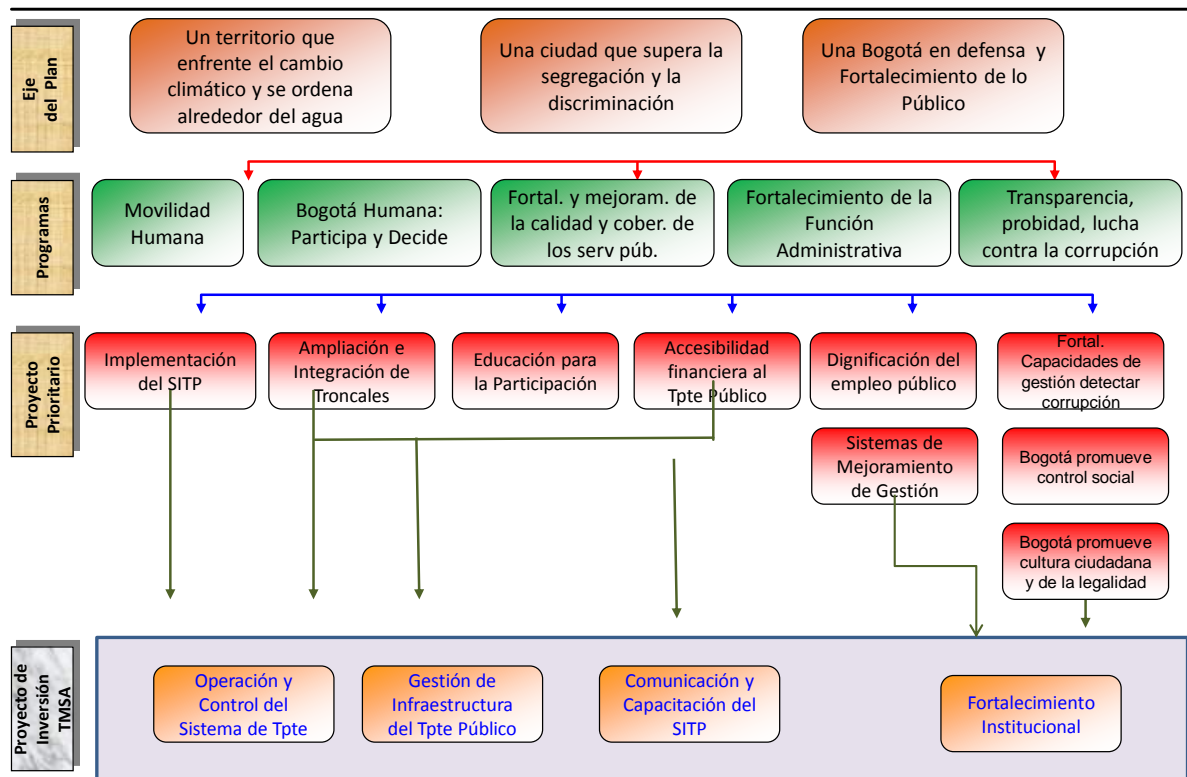 Eje
del Plan
Un territorio que
enfrente el cambio
climático y se ordena
alrededor del agua
Una ciudad que supera la
segregación y la
discriminación
Una Bogotá en defensa y
Fortalecimiento de lo
Público
Programas
Movilidad
Humana
Bogotá Humana:
Participa y Decide
Fortal. y mejoram. de
la calidad y cober. de
los serv púb.
Fortalecimiento de la
Función
Administrativa
Transparencia,
probidad, lucha
contra la corrupción
Proyecto
Prioritario
Implementación
del SITP
Ampliación e
Integración de
Troncales
Educación para
la Participación
Accesibilidad
financiera al
Tpte Público
Dignificación del
empleo público
Fortal.
Capacidades de
gestión detectar
corrupción
Sistemas de
Mejoramiento
de Gestión
Bogotá promueve
control social
Bogotá promueve
cultura ciudadana
y de la legalidad
Proyecto de
Inversión
TMSA
Operación y
Control del
Sistema de Tpte
Gestión de
Infraestructura
del Tpte Público
Comunicación y
Capacitación del
SITP
Fortalecimiento
Institucional